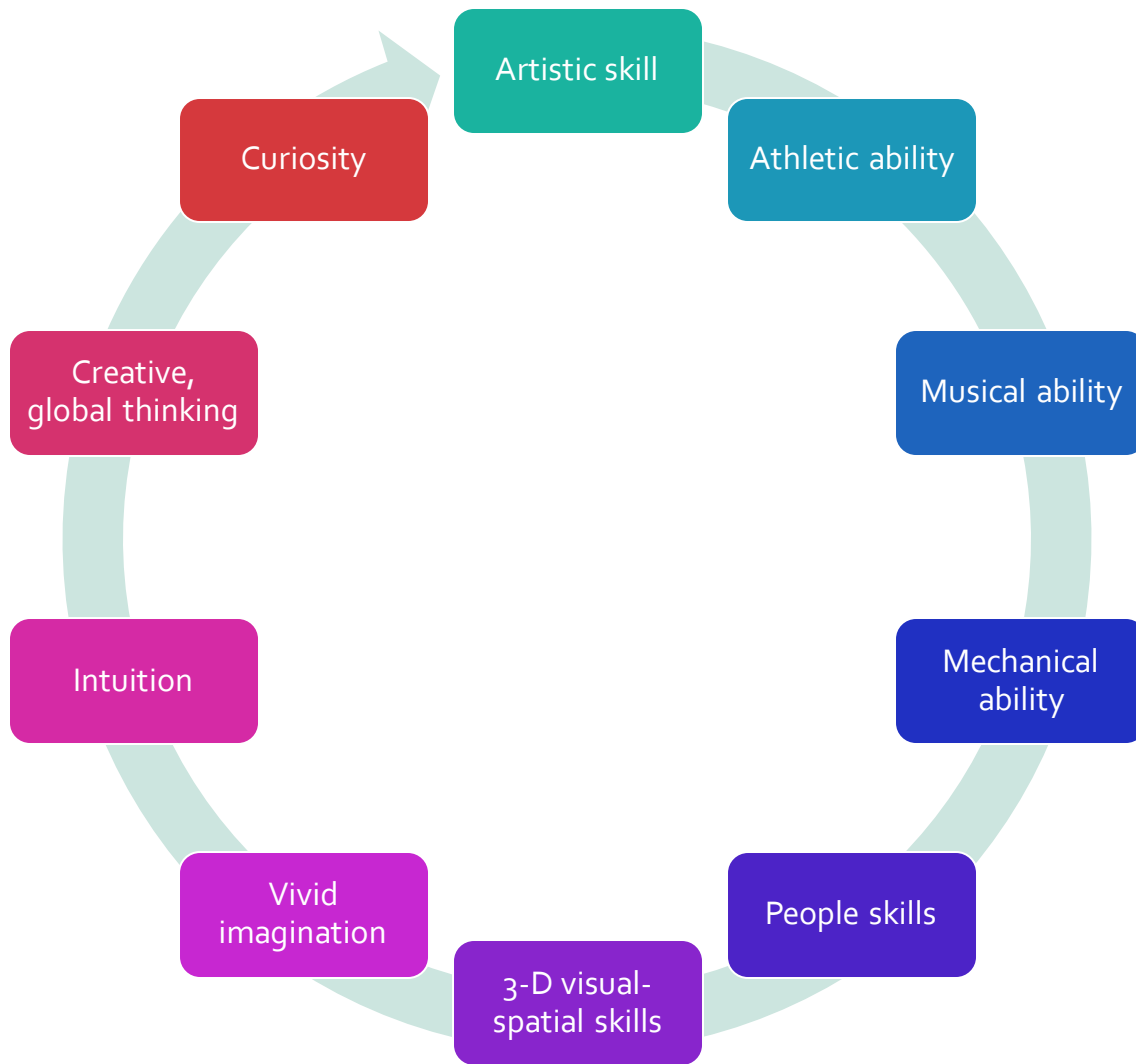 Artistic skill
Athletic ability
Musical ability
Mechanical
ability
People skills
3-D visual-
spatial skills
Vivid
imagination
Intuition
Creative,
global thinking
Curiosity